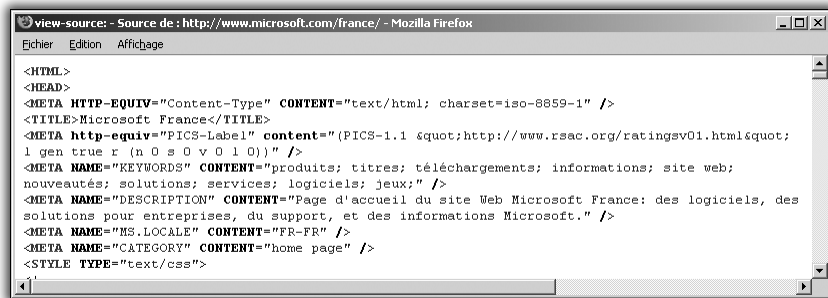 view-source: - Source de : http://www.microsoft.com/france/ - Mozilla Firefox
Fichier Edition Affichage
<HTML>
<HEAD>
<META HTTP-EQUIV="Content-Type" CONTENT="text/html; charset=iso-8859-1" />
<TITLE>Microsoft France</TITLE>
<META http-equiv="PICS-Label" content="(PICS-1.1 &quot;http://www.rsac.org/ratingsv01.html&quot;
l gen true r (n 0 s 0 v 0 l 0))" />
<META NAME="KEYWORDS" CONTENT="produits; titres; téléchargements; informations; site web;
nouveautés; solutions; services; logiciels; jeux;" />
<META NAME="DESCRIPTION" CONTENT="Page d'accueil du site Web Microsoft France: des logiciels, des
solutions pour entreprises, du support, et des informations Microsoft." />
<META NAME="MS.LOCALE" CONTENT="FR-FR" />
<META NAME="CATEGORY" CONTENT="home page" />
<STYLE TYPE="text/css">